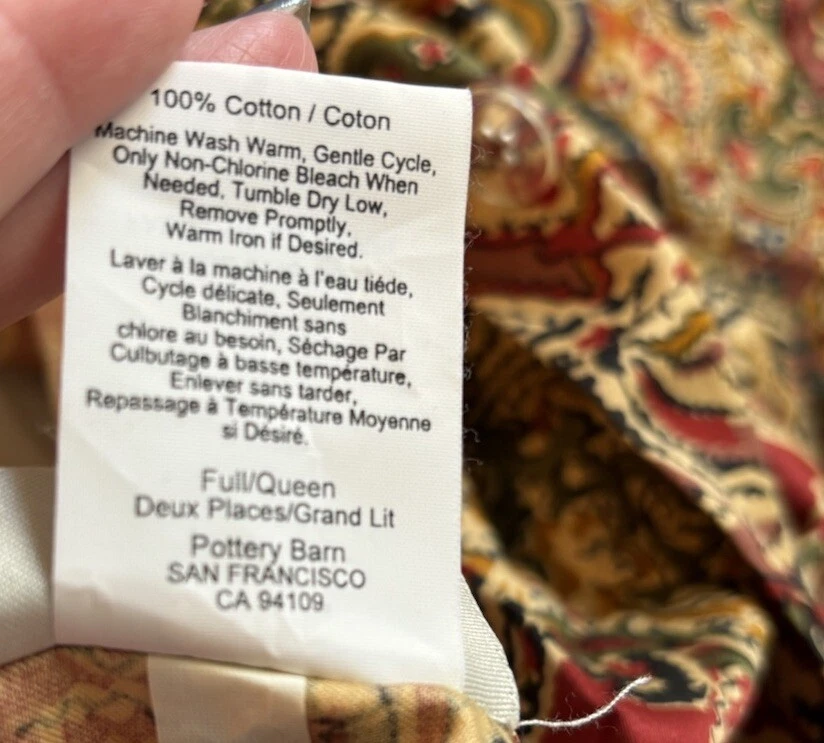 100% Cotton / Coton
Machine Wash Warm, Gentle Cycle,
Only Non-Chlorine Bleach When
Needed, Tumble Dry Low,
Remove Promptly,
Warm Iron if Desired.
Laver à la machine à l'eau tiéde,
Cycle délicate, Seulement
Blanchiment sans
chlore au besoin, Séchage Par
Culbutage à basse température,
Enlever sans tarder,
Repassage à Température Moyenne
si Désiré.
Full/Queen
Deux Places/Grand Lit
Pottery Barn
SAN FRANCISCO
CA 94109